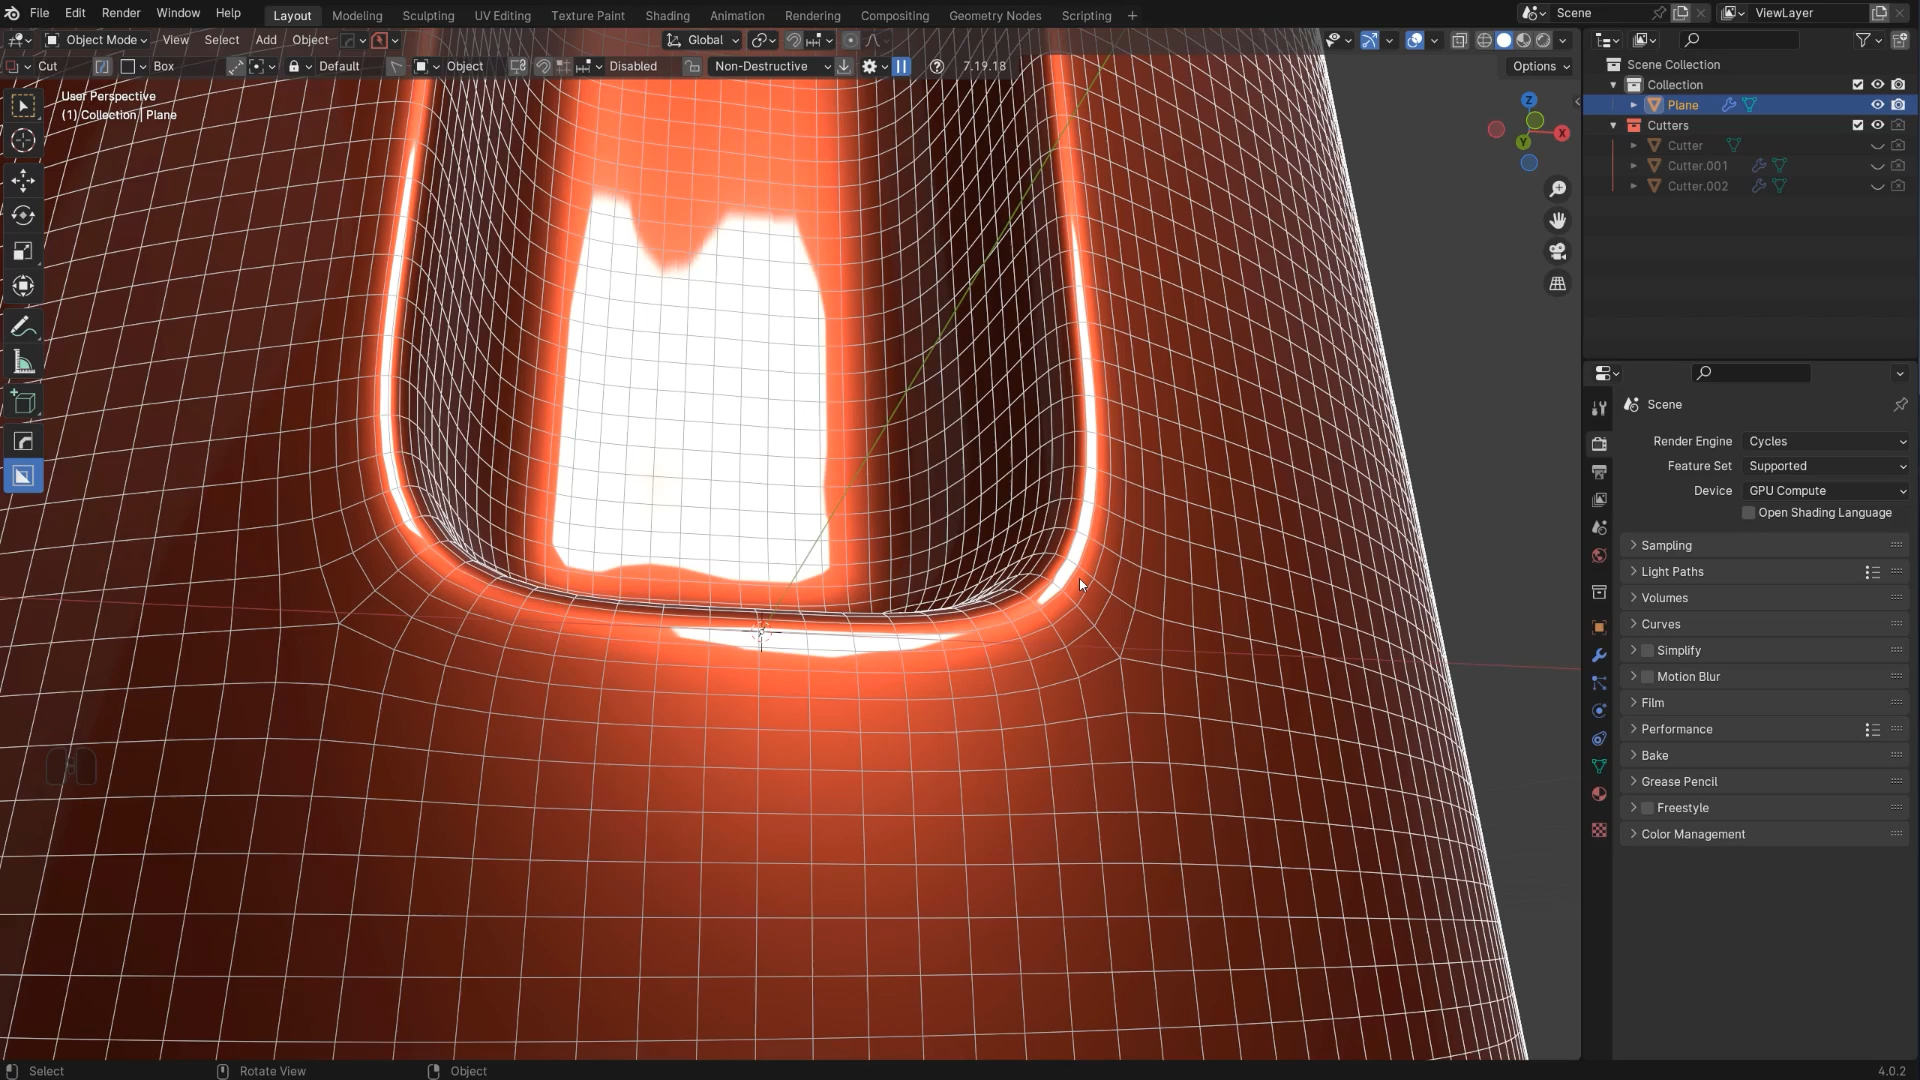 File Edit Render Window Help Layout Modeling Sculpting UV Editing Texture Paint Shading Animation Rendering Compositing Geometry Nodes Scripting + Scene ViewLayer
Object Mode View Select Add Object Global
Cut Box Default Object Disabled Non-Destructive 7.19.18 Options
User Perspective
(1) Collection | Plane
Z
X
Y
Scene Collection
Collection
Plane
Cutters
Cutter
Cutter.001
Cutter.002
Scene
Render Engine Cycles
Feature Set Supported
Device GPU Compute
Open Shading Language
Sampling
Light Paths
Volumes
Curves
Simplify
Motion Blur
Film
Performance
Bake
Grease Pencil
Freestyle
Color Management
Select Rotate View Object 4.0.2